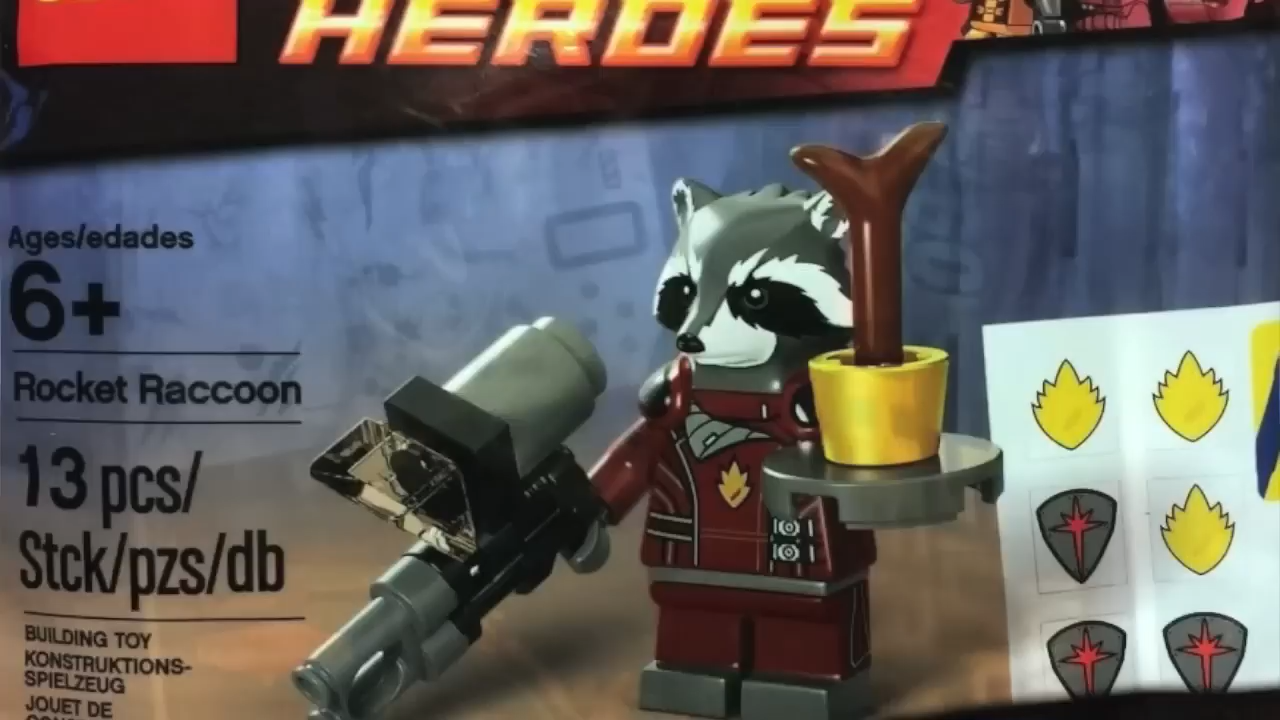 HEROES
Ages/edades
6+
Rocket Raccoon
13 pcs/
Stck/pzs/db
BUILDING TOY
KONSTRUKTIONS-
SPIELZEUG
JOUET DE